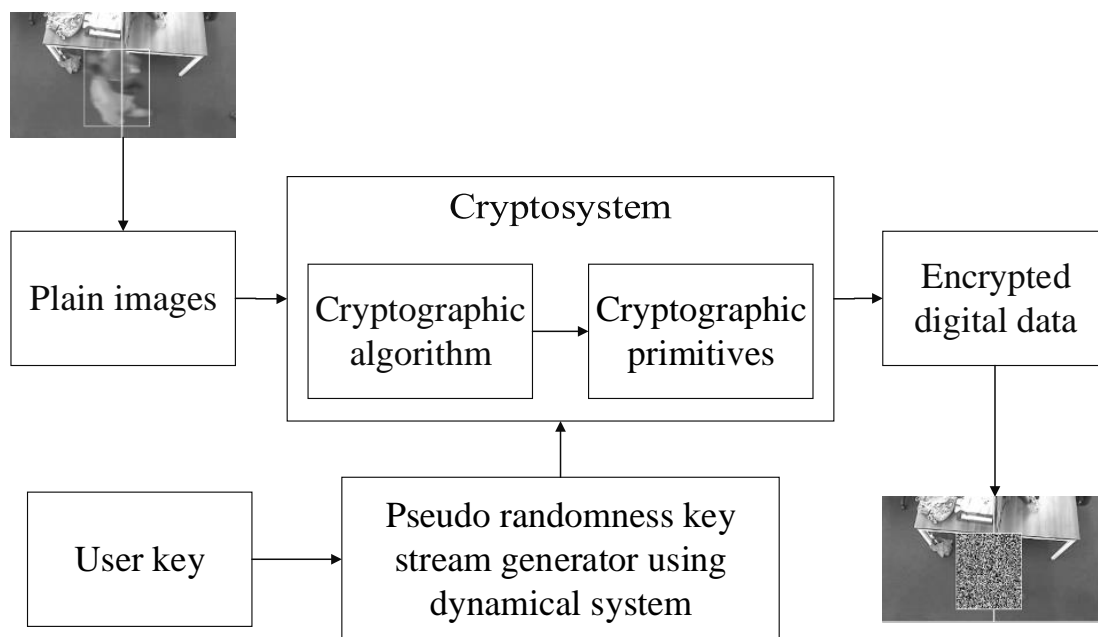 Cryptosystem
Plain images
Cryptographic
algorithm
Cryptographic
primitives
Encrypted
digital data
User key
Pseudo randomness key
stream generator using
dynamical system